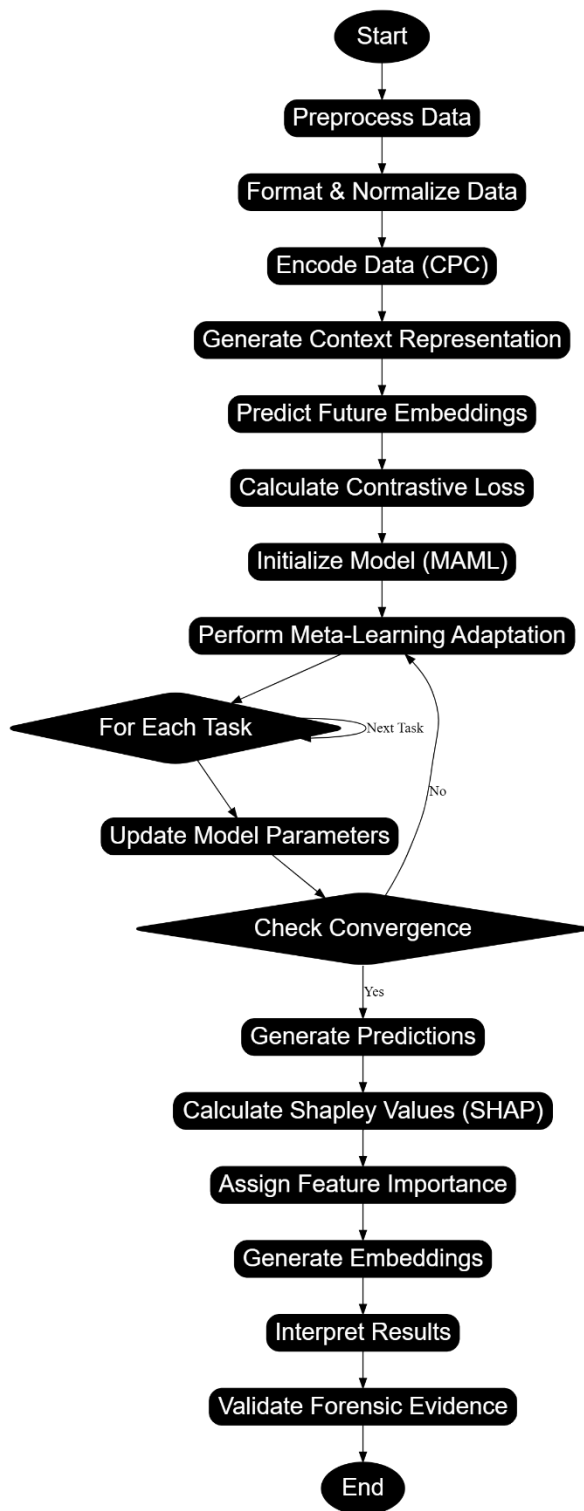 Start
Preprocess Data
Format & Normalize Data
Encode Data (CPC)
Generate Context Representation
Predict Future Embeddings
Calculate Contrastive Loss
Initialize Model (MAML)
Perform Meta-Learning Adaptation
For Each Task
Next Task
No
Update Model Parameters
Check Convergence
Yes
Generate Predictions
Calculate Shapley Values (SHAP)
Assign Feature Importance
Generate Embeddings
Interpret Results
Validate Forensic Evidence
End